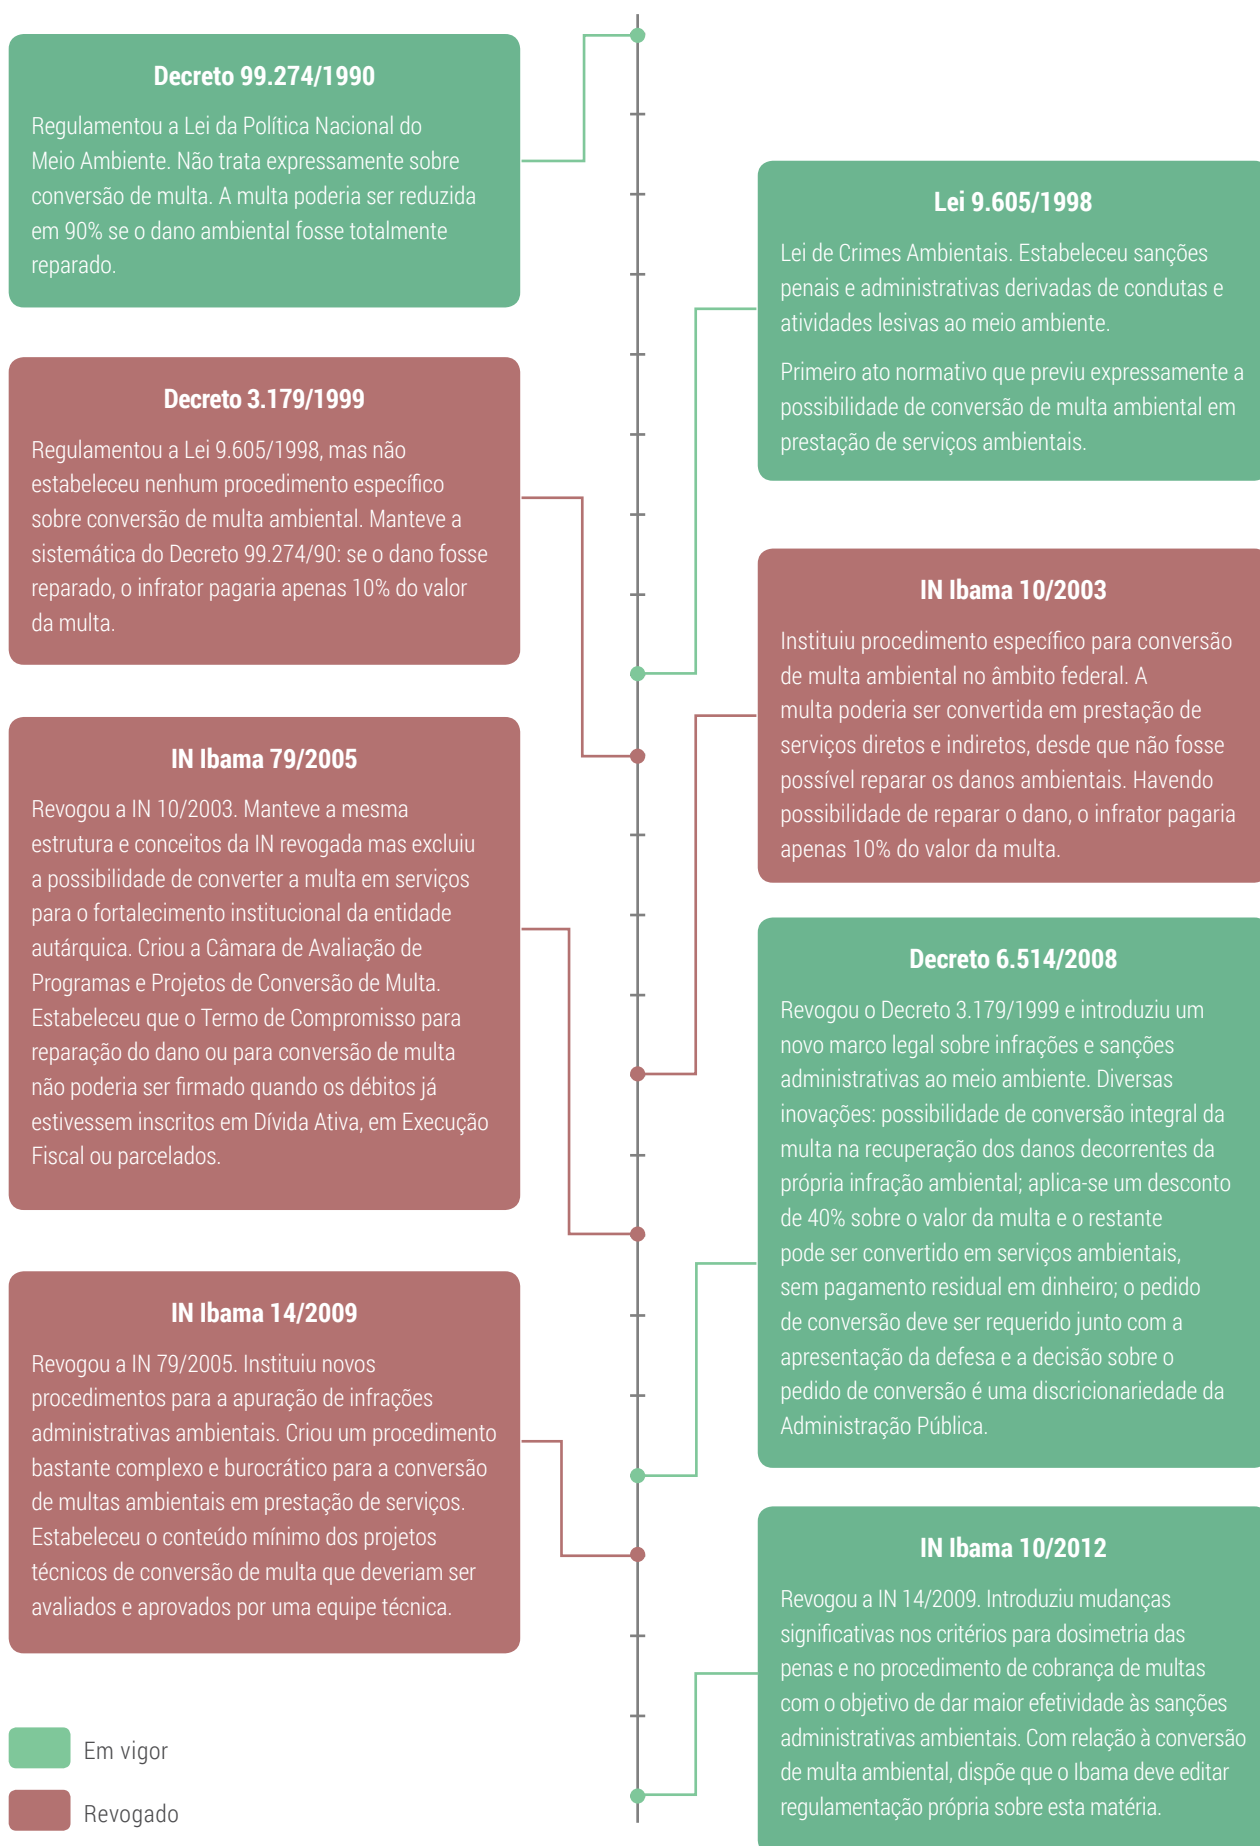 Decreto 99.274/1990
Regulamentou a Lei da Política Nacional do
Meio Ambiente. Não trata expressamente sobre
conversão de multa. A multa poderia ser reduzida
em 90% se o dano ambiental fosse totalmente
reparado.
Lei 9.605/1998
Lei de Crimes Ambientais. Estabeleceu sanções
penais e administrativas derivadas de condutas e
atividades lesivas ao meio ambiente.
Primeiro ato normativo que previu expressamente a
possibilidade de conversão de multa ambiental em
prestação de serviços ambientais.
Decreto 3.179/1999
Regulamentou a Lei 9.605/1998, mas não
estabeleceu nenhum procedimento específico
sobre conversão de multa ambiental. Manteve a
sistemática do Decreto 99.274/90: se o dano fosse
reparado, o infrator pagaria apenas 10% do valor
da multa.
IN Ibama 10/2003
Instituiu procedimento específico para conversão
de multa ambiental no âmbito federal. A
multa poderia ser convertida em prestação de
serviços diretos e indiretos, desde que não fosse
possível reparar os danos ambientais. Havendo
possibilidade de reparar o dano, o infrator pagaria
apenas 10% do valor da multa.
IN Ibama 79/2005
Revogou a IN 10/2003. Manteve a mesma
estrutura e conceitos da IN revogada mas excluiu
a possibilidade de converter a multa em serviços
para o fortalecimento institucional da entidade
autárquica. Criou a Câmara de Avaliação de
Programas e Projetos de Conversão de Multa.
Estabeleceu que o Termo de Compromisso para
reparação do dano ou para conversão de multa
não poderia ser firmado quando os débitos já
estivessem inscritos em Dívida Ativa, em Execução
Fiscal ou parcelados.
Decreto 6.514/2008
Revogou o Decreto 3.179/1999 e introduziu um
novo marco legal sobre infrações e sanções
administrativas ao meio ambiente. Diversas
inovações: possibilidade de conversão integral da
multa na recuperação dos danos decorrentes da
própria infração ambiental; aplica-se um desconto
de 40% sobre o valor da multa e o restante
pode ser convertido em serviços ambientais,
sem pagamento residual em dinheiro; o pedido
de conversão deve ser requerido junto com a
apresentação da defesa e a decisão sobre o
pedido de conversão é uma discricionariedade da
Administração Pública.
IN Ibama 14/2009
Revogou a IN 79/2005. Instituiu novos
procedimentos para a apuração de infrações
administrativas ambientais. Criou um procedimento
bastante complexo e burocrático para a conversão
de multas ambientais em prestação de serviços.
Estabeleceu o conteúdo mínimo dos projetos
técnicos de conversão de multa que deveriam ser
avaliados e aprovados por uma equipe técnica.
IN Ibama 10/2012
Revogou a IN 14/2009. Introduziu mudanças
significativas nos critérios para dosimetria das
penas e no procedimento de cobrança de multas
com o objetivo de dar maior efetividade às sanções
administrativas ambientais. Com relação à conversão
de multa ambiental, dispõe que o Ibama deve editar
regulamentação própria sobre esta matéria.
Em vigor
Revogado